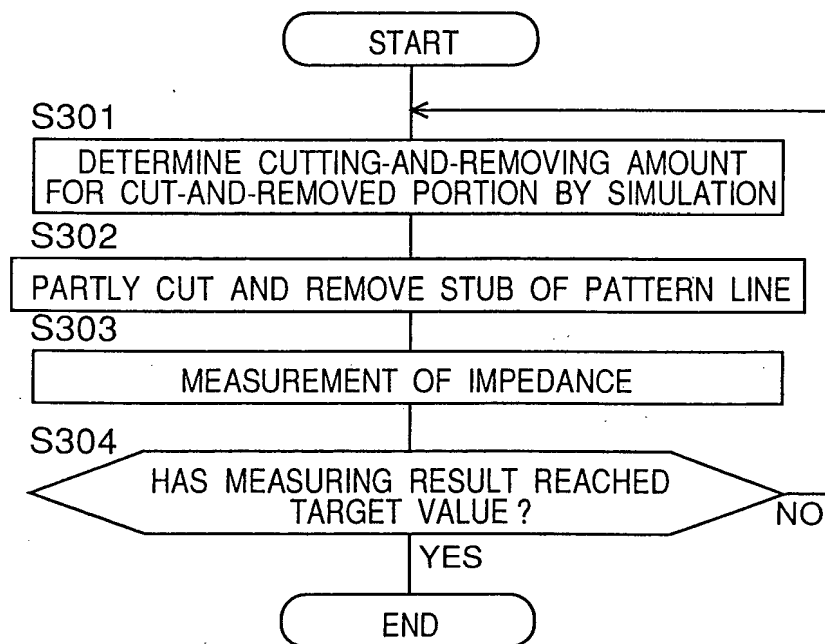 START
S301
DETERMINE CUTTING-AND-REMOVING AMOUNT
FOR CUT-AND-REMOVED PORTION BY SIMULATION
S302
PARTLY CUT AND REMOVE STUB OF PATTERN LINE
S303
MEASUREMENT OF IMPEDANCE
S304
HAS MEASURING RESULT REACHED
TARGET VALUE ?
NO
YES
END